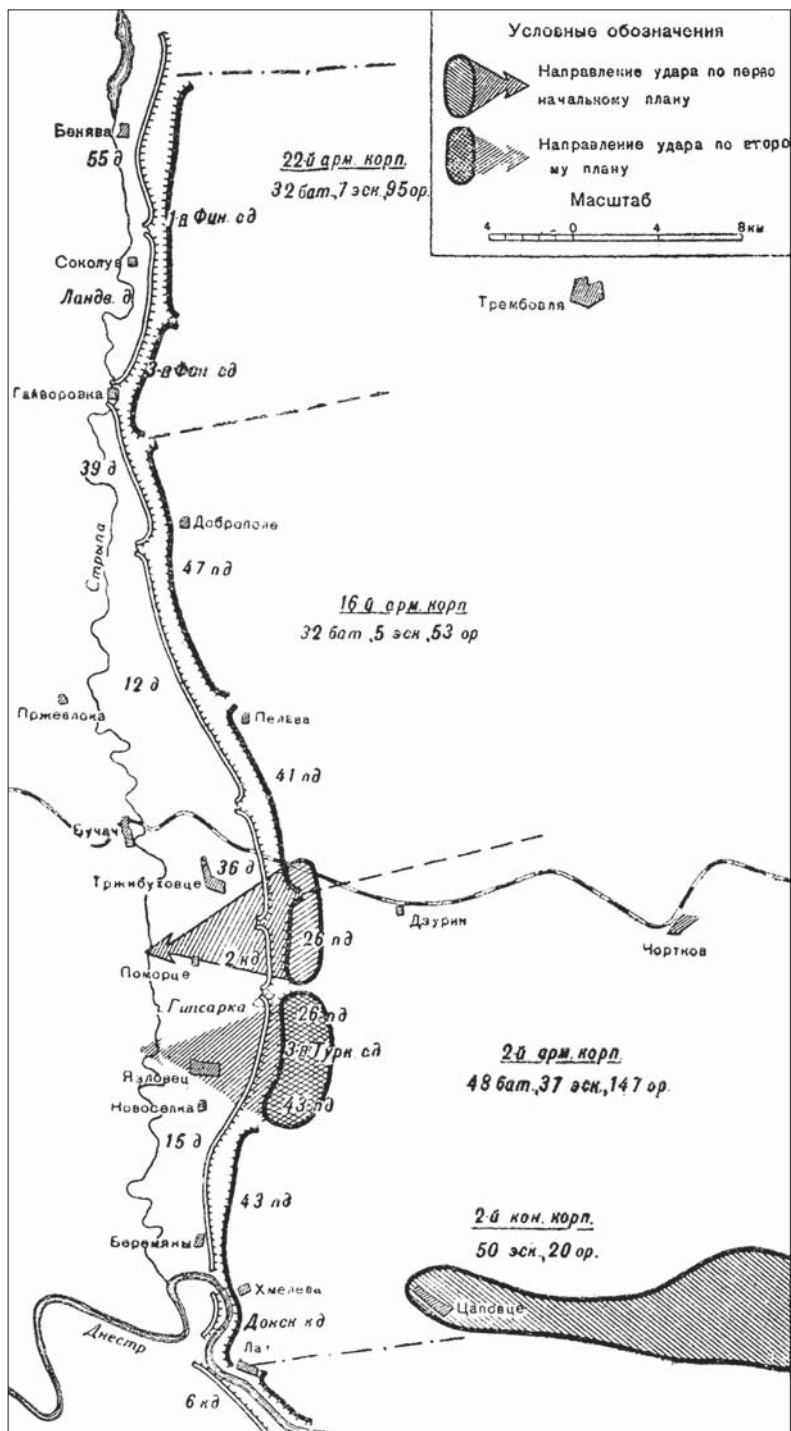 Условные обозначения
Направление удара по перво
начальному плану
Направление удара по второ
му плану
Масштаб
4 0 4 8 км
Бенява
55 д
22-й арм. корп.
32 бат., 7 эск., 95 ор.
1-я Фин. сд
Соколув
Ландв. д
Трембовля
3-я Фин сд
Гайворовка
39 д
Доброполе
Стрыпа
47 пд
16-й арм. корп
32 бат., 5 эск., 53 ор
12 д
Пржевлока
Пелава
41 пд
Бучач
36 д
Тржибуховце
Дзурин
Чортков
26 пд
2 кд
Поморце
Гипсарка
26 пд
3-я Турк. сд
2-й арм. корп.
48 бат., 37 эск., 147 ор.
Язловец
Новоселка
43 пд
15 д
43 пд
2-й кон. корп.
50 эск., 20 ор.
Беремяны
Хмелева
Цаповце
Днестр
Донск кд
6 кд